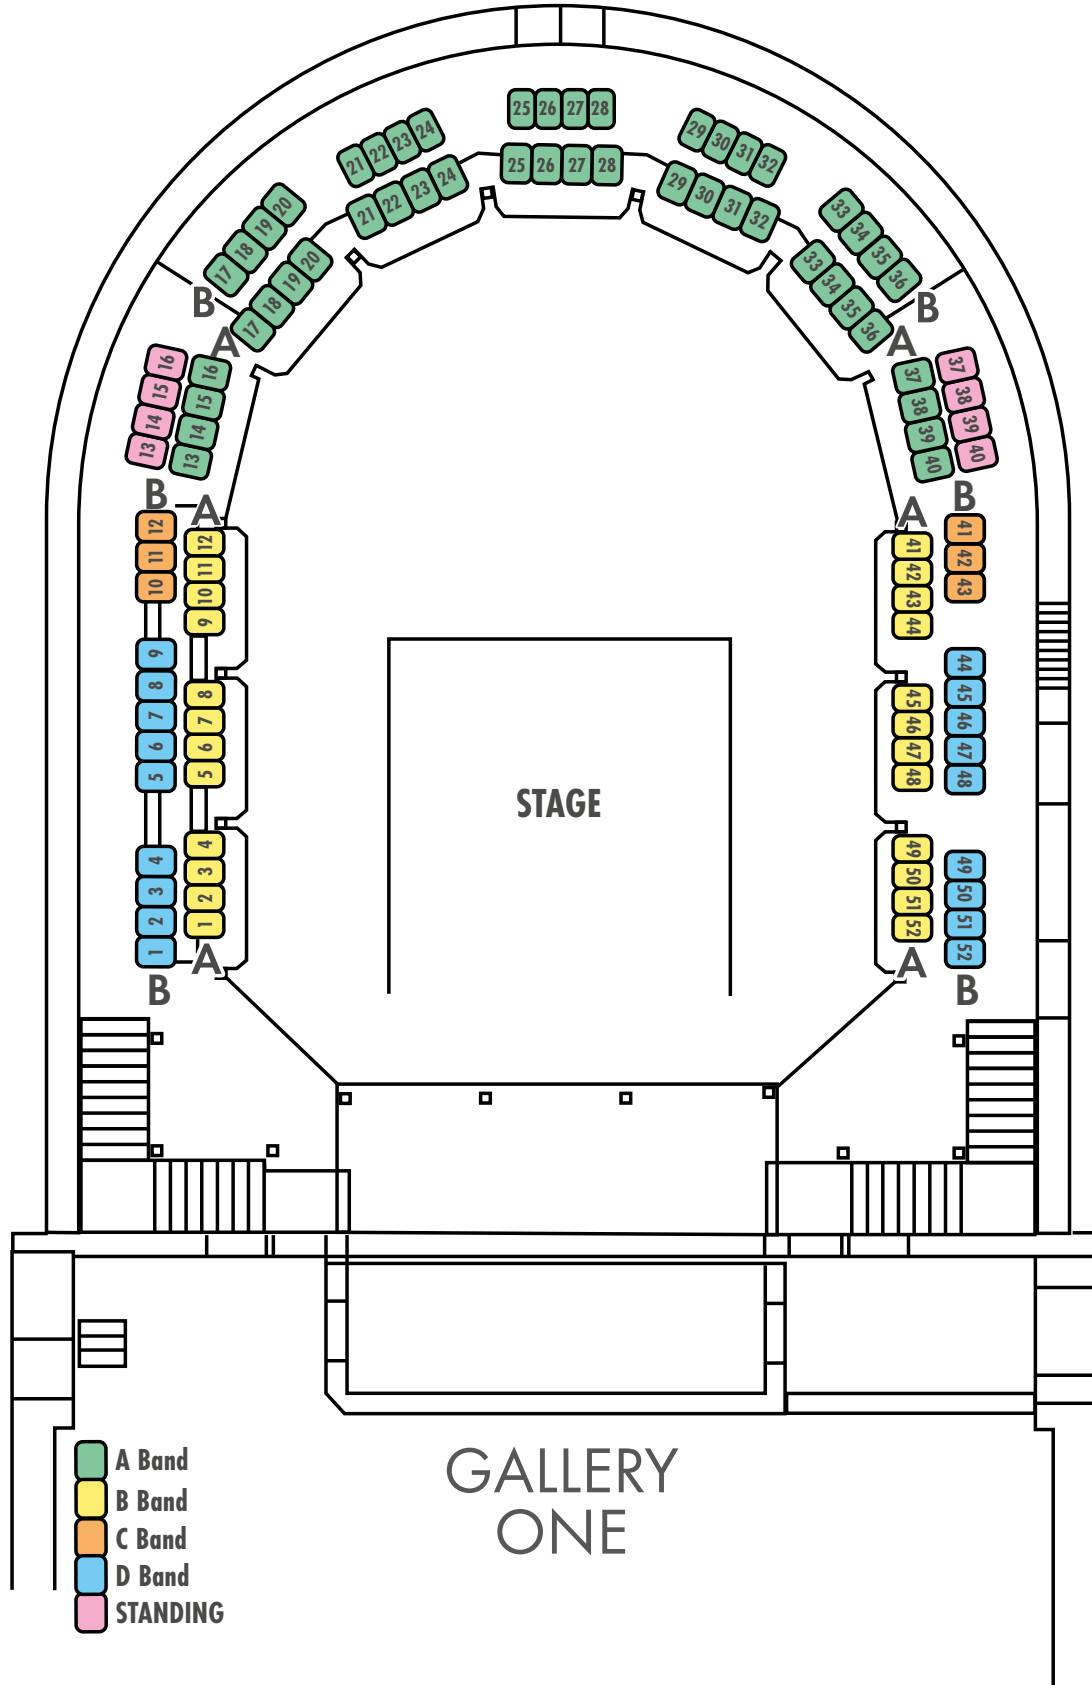 25 26 27 28
25 26 27 28
21 22 23 24
21 22 23 24
29 30 31 32
29 30 31 32
17 18 19 20
17 18 19 20
33 34 35 36
33 34 35 36
B
A
B
A
16
15
14
13
16
15
14
13
37
38
39
40
37
38
39
40
B
A
A
B
12
11
10
9
8
7
6
5
4
3
2
1
12
11
10
9
8
7
6
5
4
3
2
1
B
A
STAGE
41
42
43
44
45
46
47
48
49
50
51
52
41
42
43
44
45
46
47
48
49
50
51
52
A
B
GALLERY
ONE
A Band
B Band
C Band
D Band
STANDING